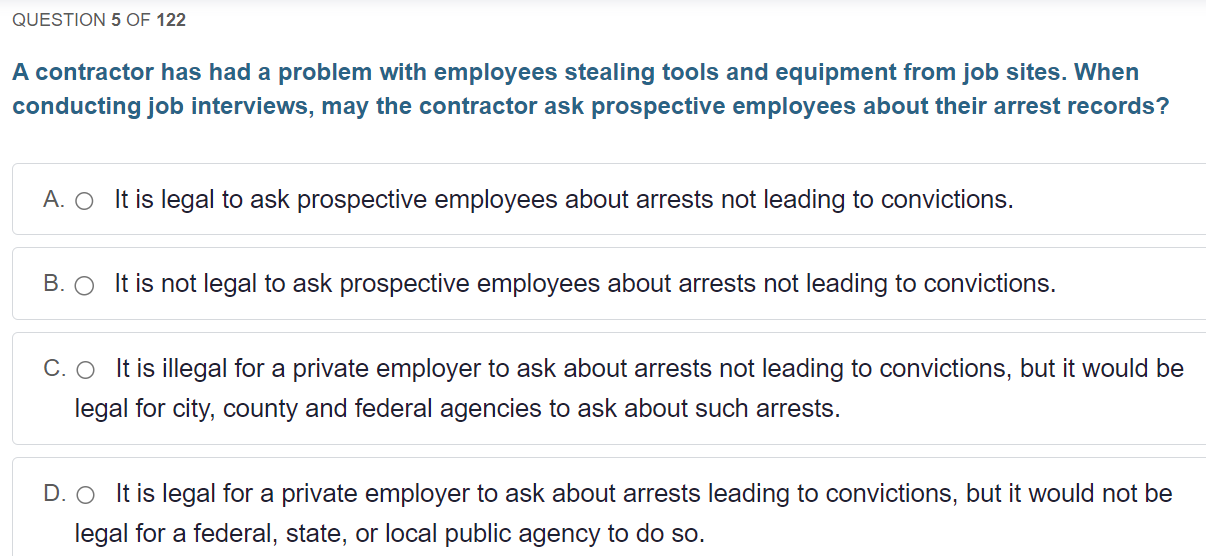 QUESTION 5 OF 122
A contractor has had a problem with employees stealing tools and equipment from job sites. When
conducting job interviews, may the contractor ask prospective employees about their arrest records?
A. It is legal to ask prospective employees about arrests not leading to convictions.
B. It is not legal to ask prospective employees about arrests not leading to convictions.
C. It is illegal for a private employer to ask about arrests not leading to convictions, but it would be
legal for city, county and federal agencies to ask about such arrests.
D. It is legal for a private employer to ask about arrests leading to convictions, but it would not be
legal for a federal, state, or local public agency to do so.